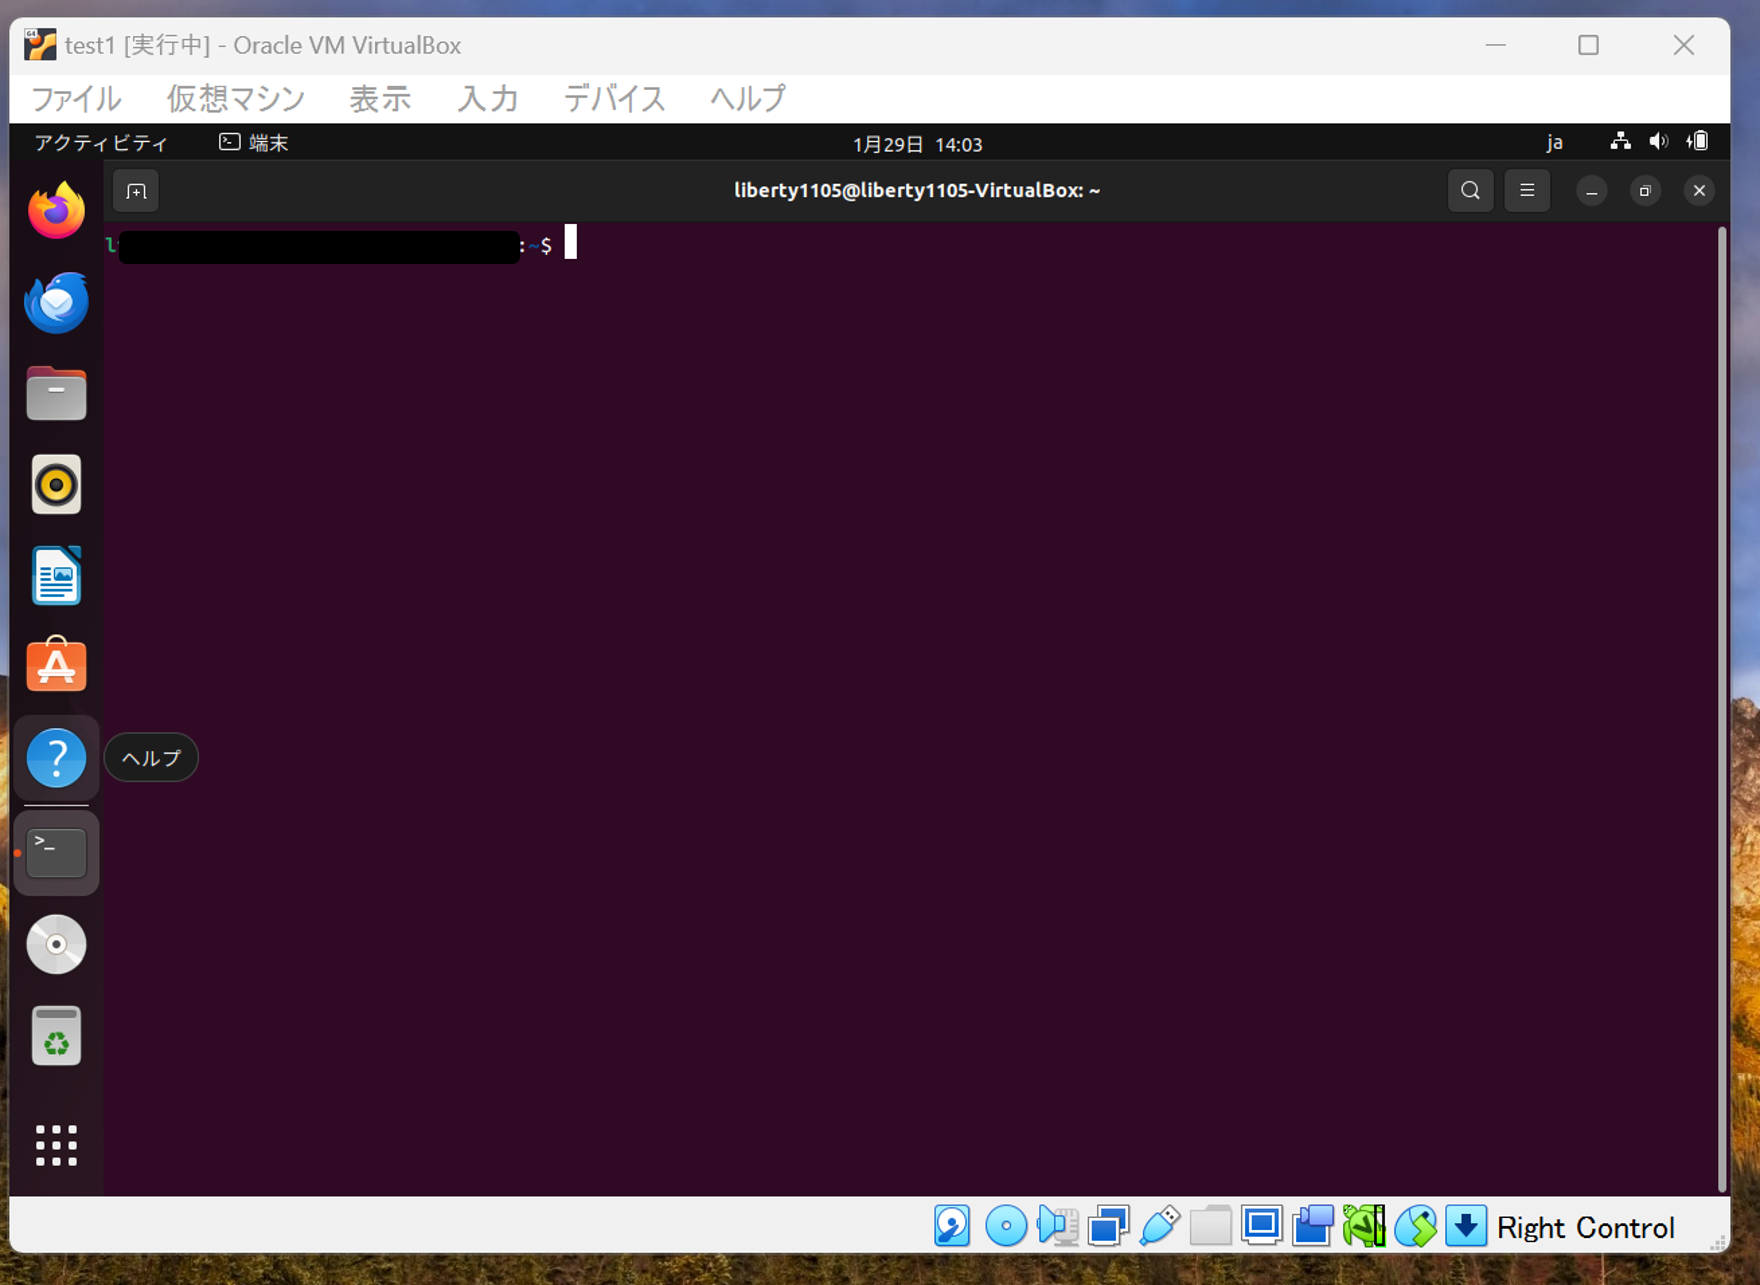 test1 [実行中] - Oracle VM VirtualBox
ファイル 仮想マシン 表示 入力 デバイス ヘルプ
アクティビティ 端末 1月29日 14:03 ja
liberty1105@liberty1105-VirtualBox: ~
:~$
ヘルプ
Right Control